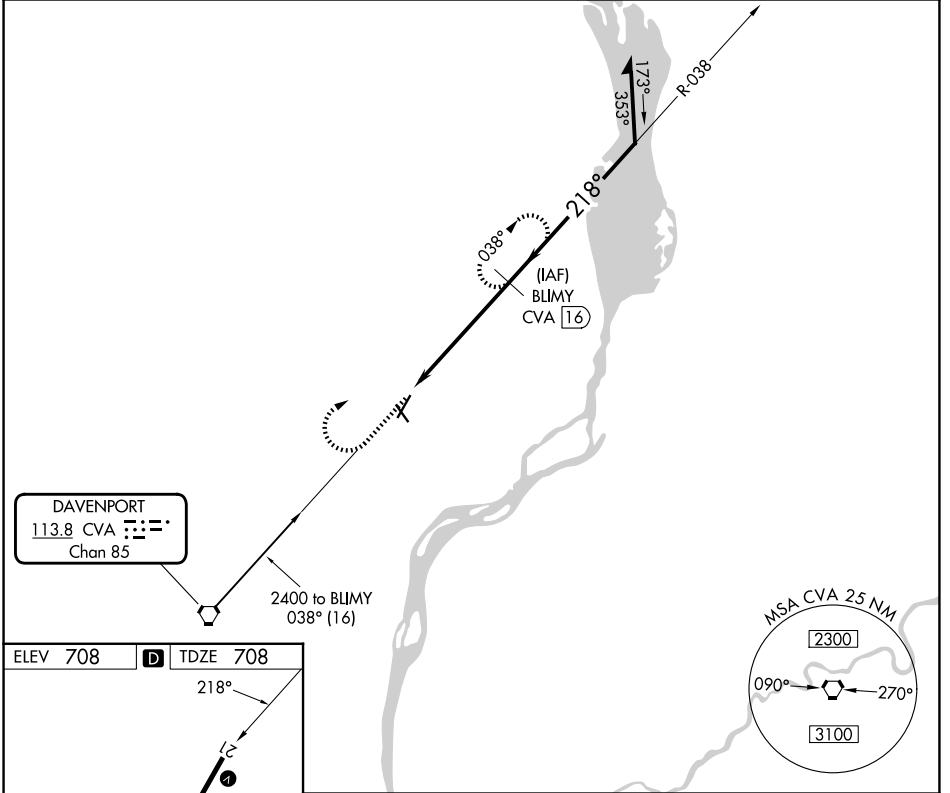 R-038
173°
353°
218°
038°
(IAF)
BLIMY
CVA 16
DAVENPORT
113.8 CVA
Chan 85
2400 to BLIMY
038° (16)
MSA CVA 25 NM
2300
090°
270°
3100
ELEV 708 D TDZE 708
218°
21